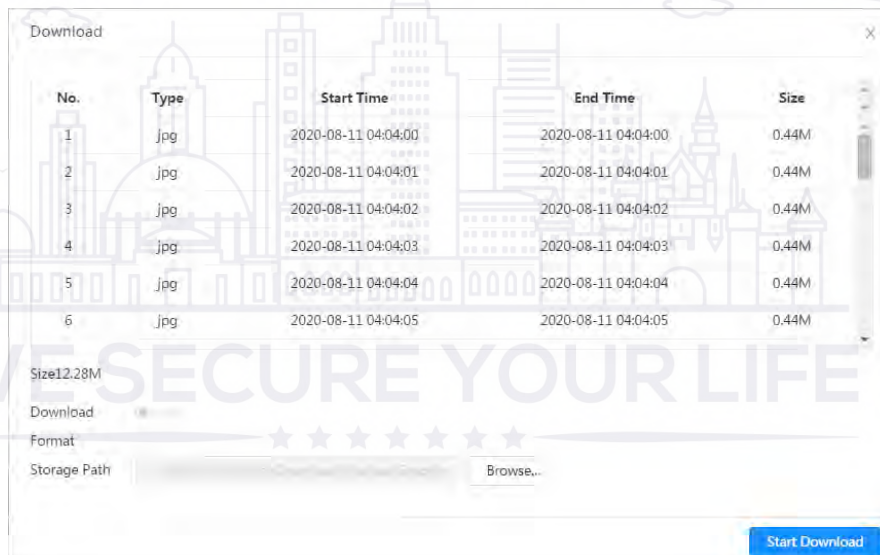 Download X
No. Type Start Time End Time Size
1 jpg 2020-08-11 04:04:00 2020-08-11 04:04:00 0.44M
2 jpg 2020-08-11 04:04:01 2020-08-11 04:04:01 0.44M
3 jpg 2020-08-11 04:04:02 2020-08-11 04:04:02 0.44M
4 jpg 2020-08-11 04:04:03 2020-08-11 04:04:03 0.44M
5 jpg 2020-08-11 04:04:04 2020-08-11 04:04:04 0.44M
6 jpg 2020-08-11 04:04:05 2020-08-11 04:04:05 0.44M
SECURE YOUR LIFE
Size12.28M
Download
Format
Storage Path Browse...
Start Download